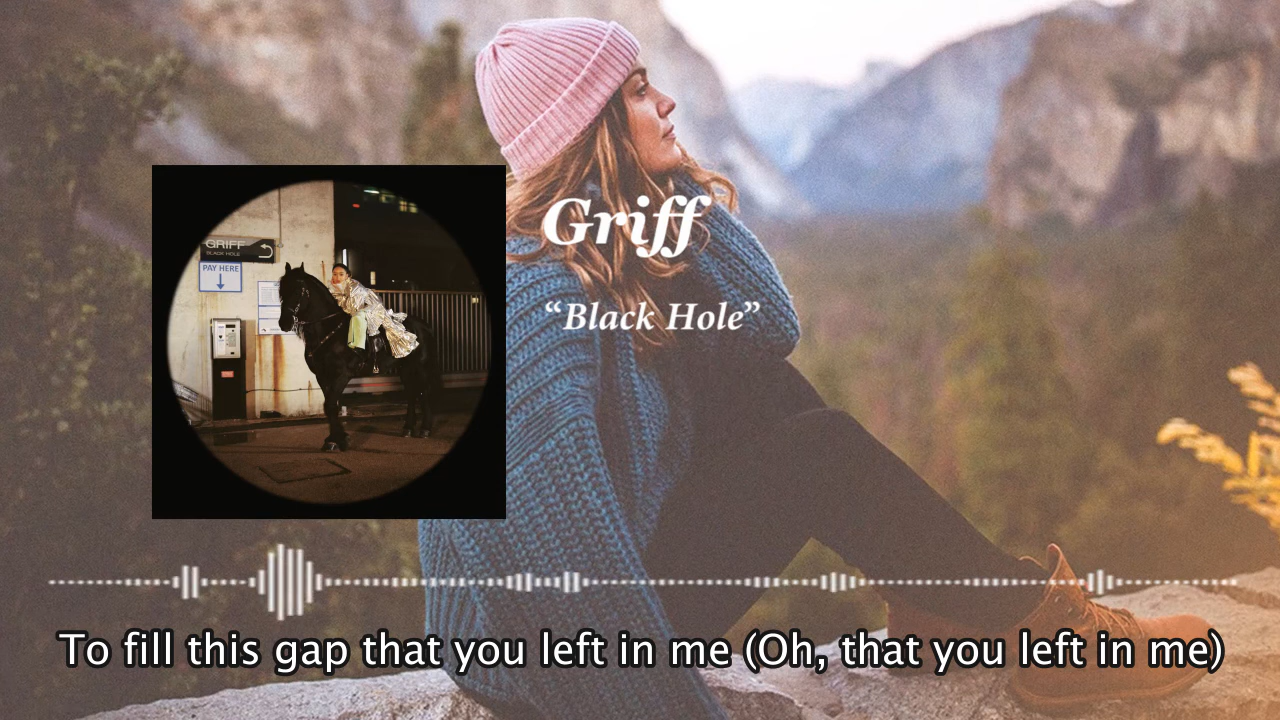 GRIFF
BLACK HOLE
PAY HERE
Griff
“Black Hole”
To fill this gap that you left in me (Oh, that you left in me)